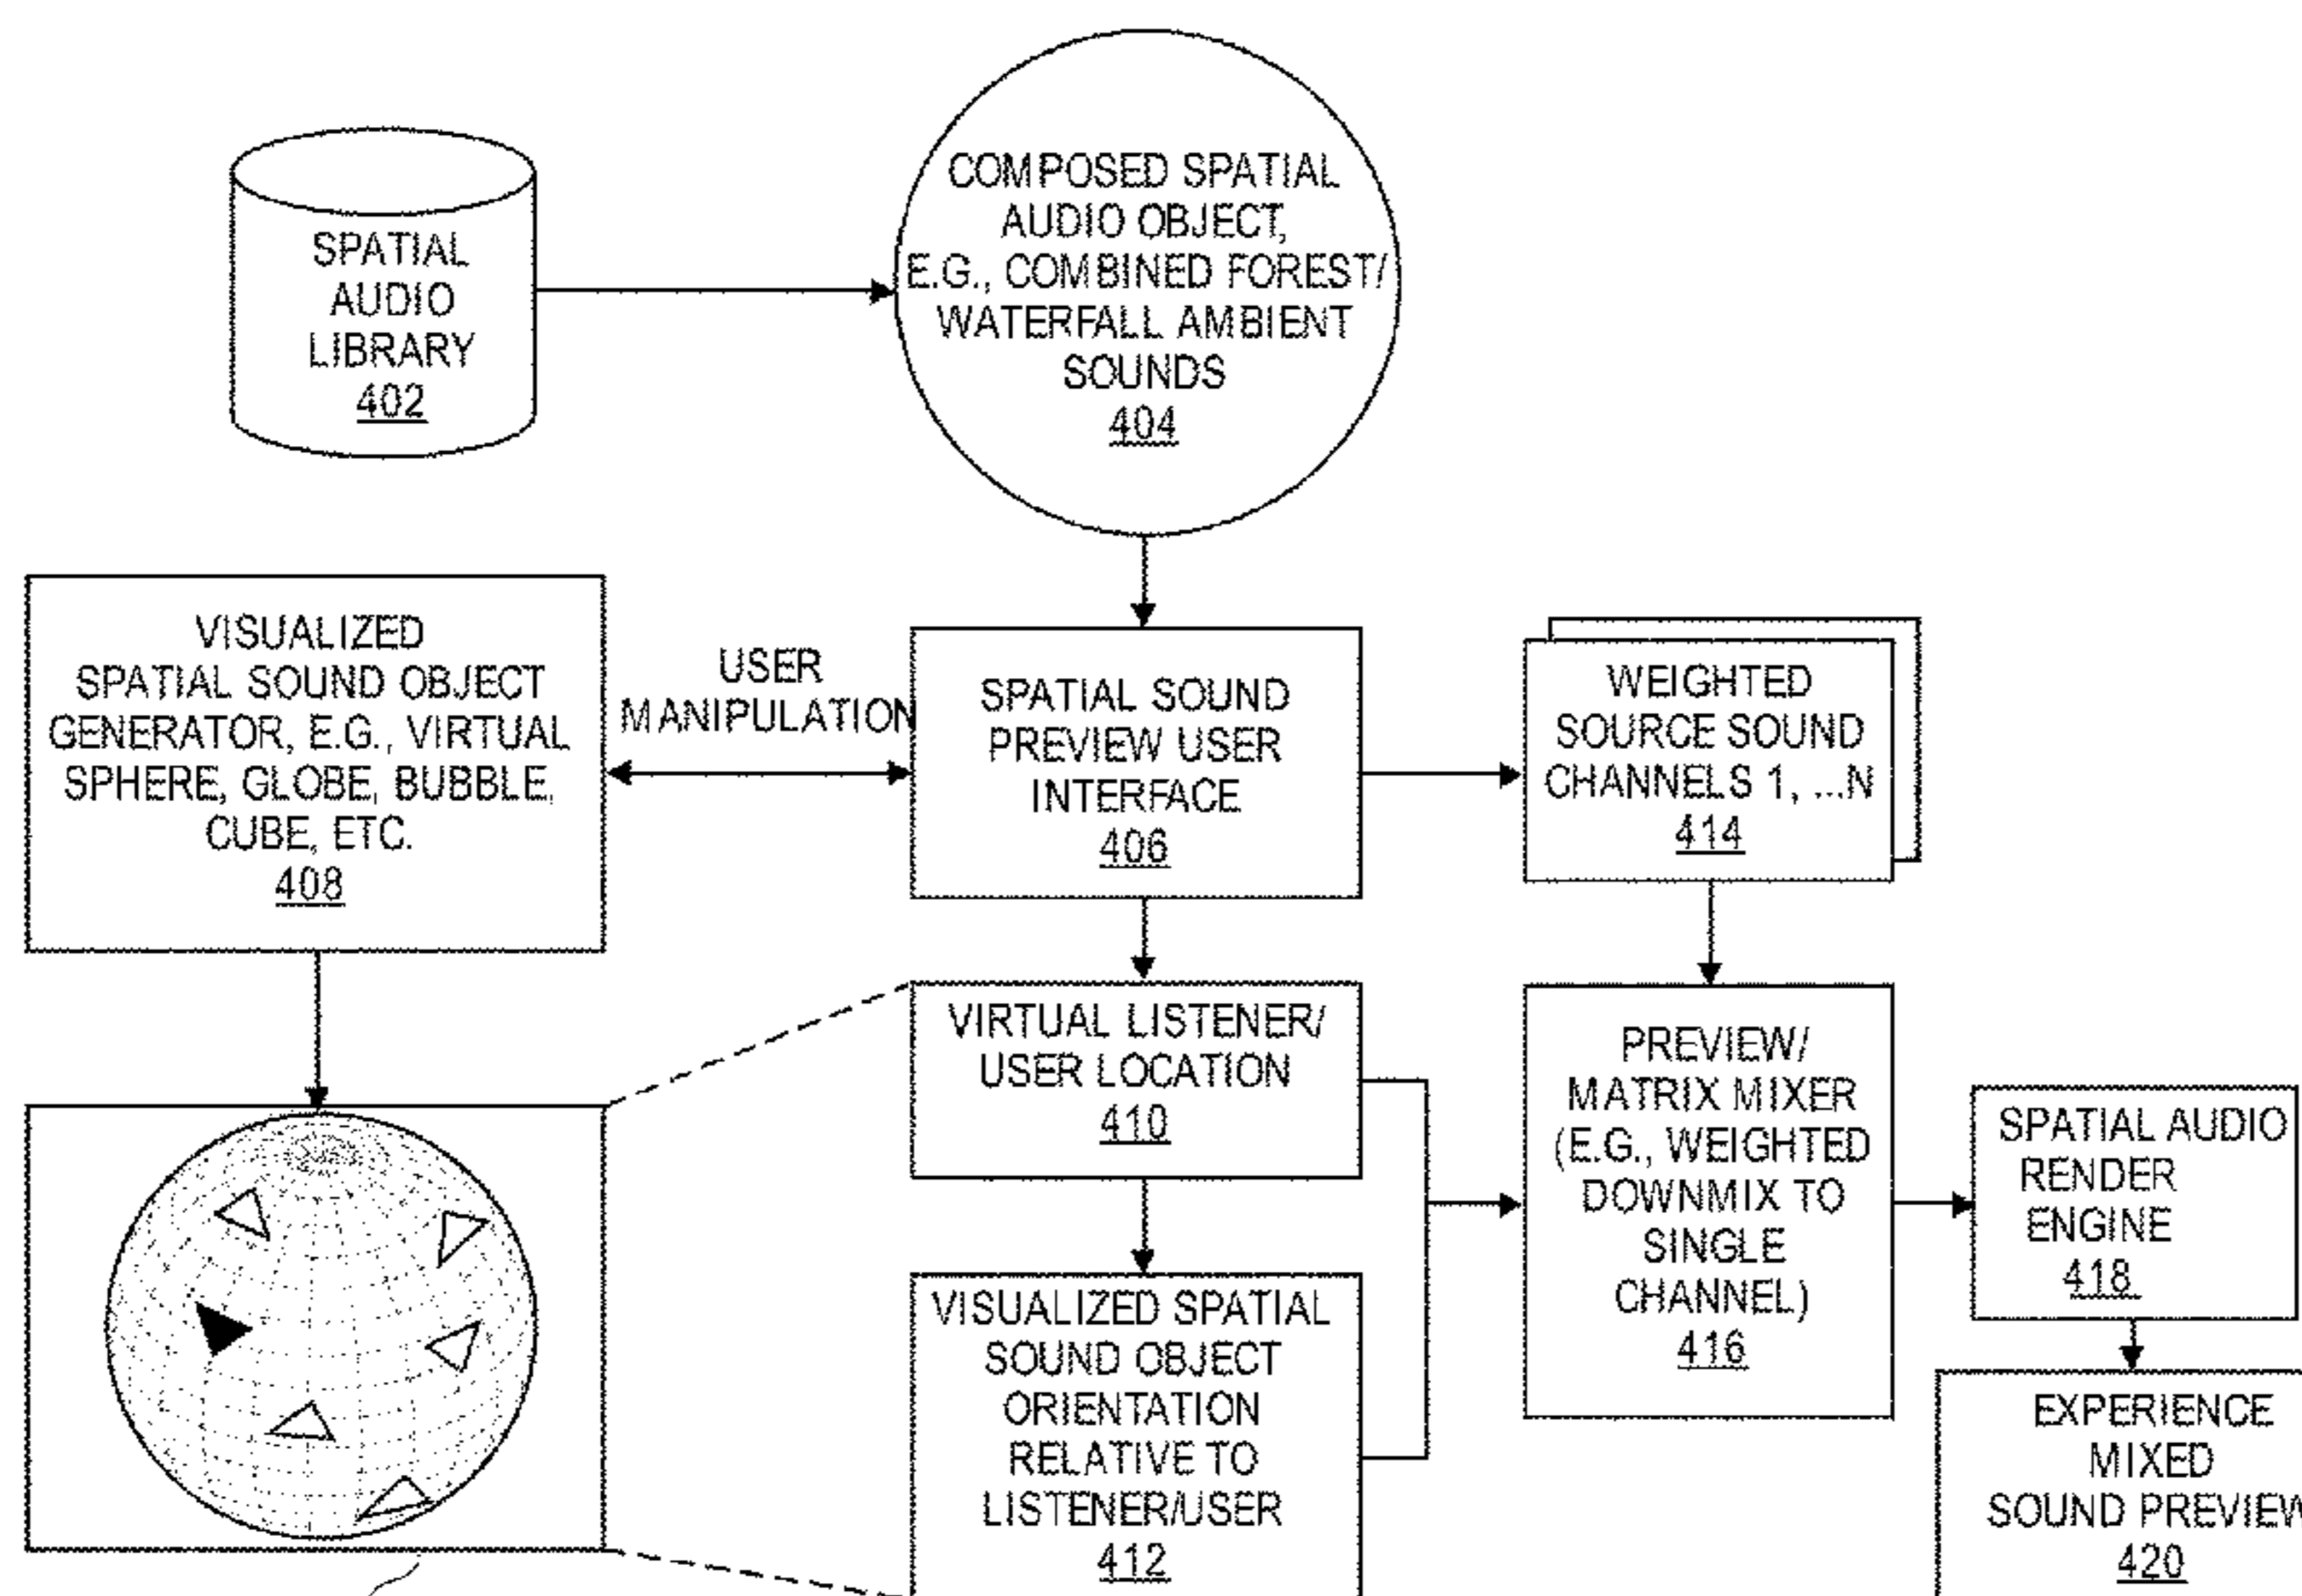 SPATIAL
AUDIO
LIBRARY
402
COMPOSED SPATIAL
AUDIO OBJECT,
E.G., COMBINED FOREST/
WATERFALL AMBIENT
SOUNDS
404
VISUALIZED
SPATIAL SOUND OBJECT
GENERATOR, E.G., VIRTUAL
SPHERE, GLOBE, BUBBLE,
CUBE, ETC.
408
USER
MANIPULATION
SPATIAL SOUND
PREVIEW USER
INTERFACE
406
WEIGHTED
SOURCE SOUND
CHANNELS 1, ...N
414
VIRTUAL LISTENER/
USER LOCATION
410
VISUALIZED SPATIAL
SOUND OBJECT
ORIENTATION
RELATIVE TO
LISTENER/USER
412
PREVIEW/
MATRIX MIXER
(E.G., WEIGHTED
DOWNMIX TO
SINGLE
CHANNEL)
416
SPATIAL AUDIO
RENDER
ENGINE
418
EXPERIENCE
MIXED
SOUND PREVIEW
420